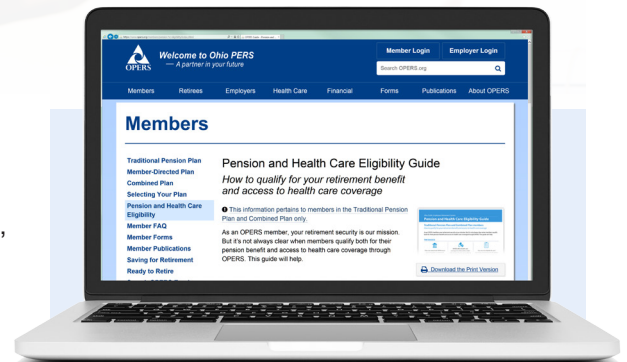 Welcome to Ohio PERS
— A partner in your future
OPERS
Member Login
Employer Login
Search OPERS.org
Members
Retirees
Employers
Health Care
Financial
Forms
Publications
About OPERS
Members
Traditional Pension Plan
Member-Directed Plan
Combined Plan
Selecting Your Plan
Pension and Health Care
Eligibility
Member FAQ
Member Forms
Member Publications
Saving for Retirement
Ready to Retire
Pension and Health Care Eligibility Guide
How to qualify for your retirement benefit
and access to health care coverage
This information pertains to members in the Traditional Pension
Plan and Combined Plan only.
As an OPERS member, your retirement security is our mission.
But it's not always clear when members qualify both for their
pension benefit and access to health care coverage through
OPERS. This guide will help.
Pension and Health Care Eligibility Guide
Download the Print Version
,